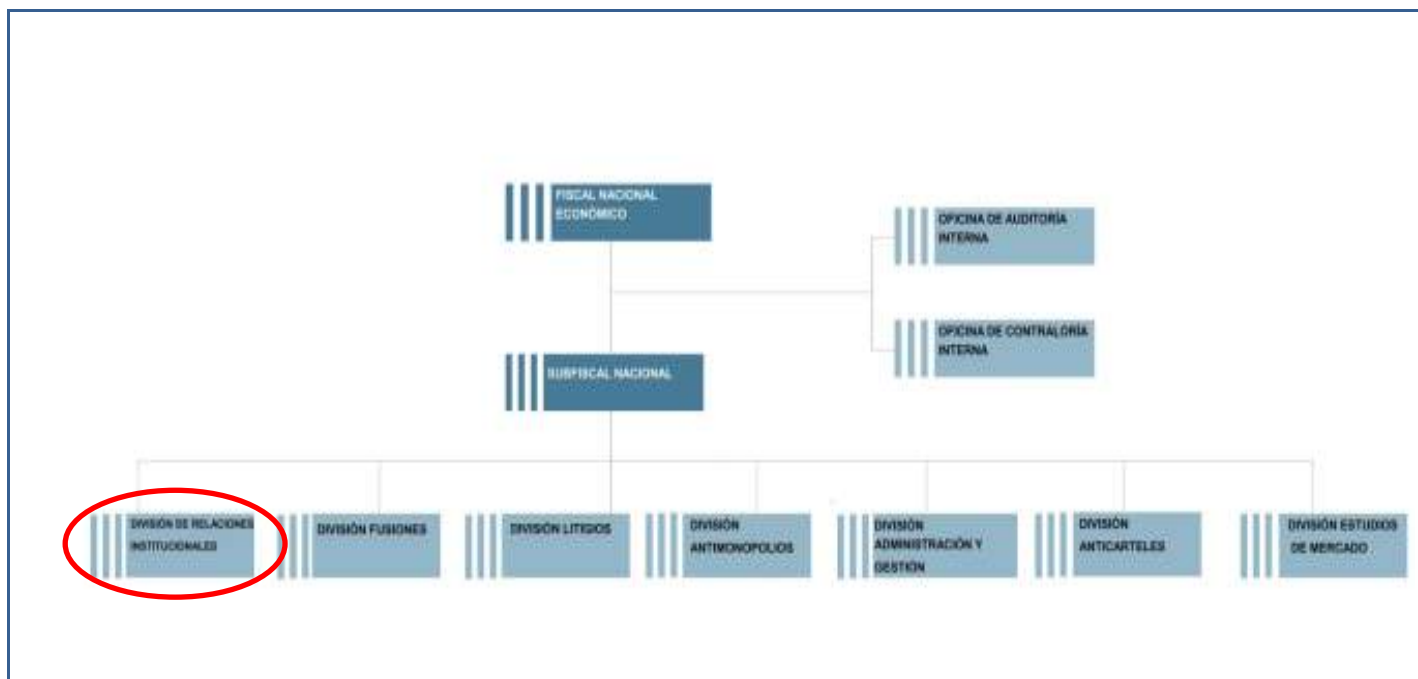 FISCAL NACIONAL
ECONÓMICO
OFICINA DE AUDITORÍA
INTERNA
OFICINA DE CONTRALORÍA
INTERNA
SUBFISCAL NACIONAL
DIVISIÓN DE RELACIONES
INSTITUCIONALES
DIVISIÓN FUSIONES
DIVISIÓN LITIGIOS
DIVISIÓN
ANTIMONOPOLIOS
DIVISIÓN
ADMINISTRACIÓN Y
GESTIÓN
DIVISIÓN
ANTICARTELES
DIVISIÓN ESTUDIOS
DE MERCADO